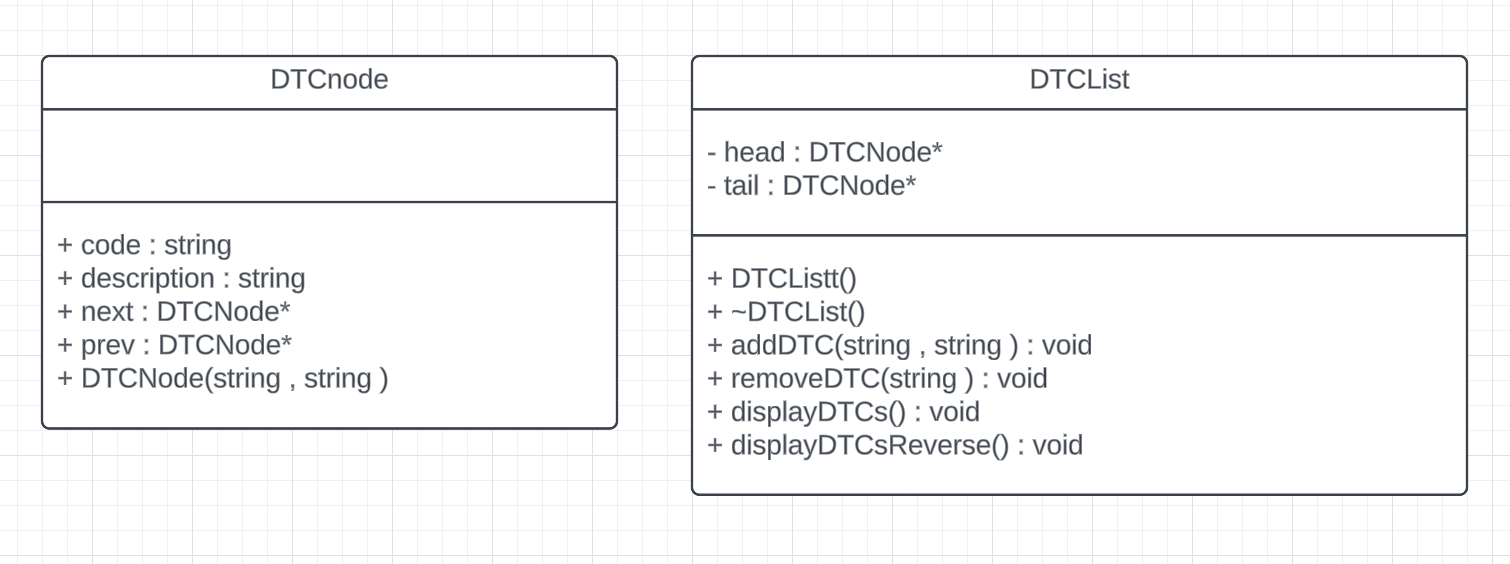 DTCnode
+ code : string
+ description : string
+ next : DTCNode*
+ prev : DTCNode*
+ DTCNode(string , string )
DTCList
- head : DTCNode*
- tail : DTCNode*
+ DTCListt()
+ ~DTCList()
+ addDTC(string , string ) : void
+ removeDTC(string ) : void
+ displayDTCs() : void
+ displayDTCsReverse() : void